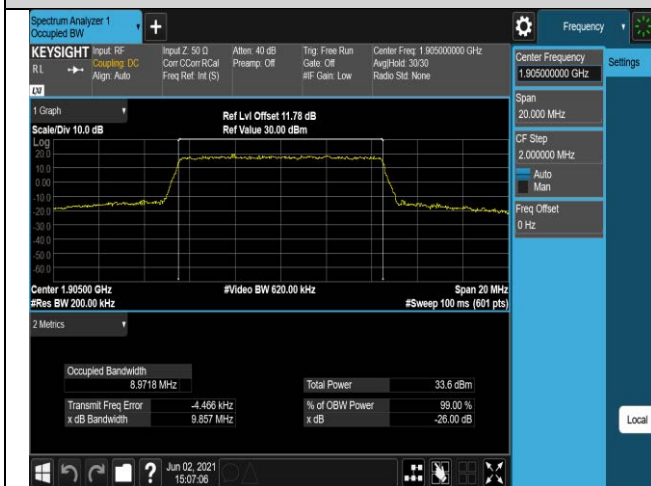 Spectrum Analyzer 1
Occupied BW
+
Frequency
KEYSIGHT
RL
LXI
Input: RF
Coupling: DC
Align: Auto
Input Z: 50 Ω
Corr CCorr RCal
Freq Ref: Int (S)
Atten: 40 dB
Preamp: Off
Trig: Free Run
Gate: Off
#IF Gain: Low
Center Freq: 1.905000000 GHz
Avg|Hold: 30/30
Radio Std: None
Center Frequency
1.905000000 GHz
Settings
Span
20.000 MHz
CF Step
2.000000 MHz
Auto
Man
Freq Offset
0 Hz
Local
1 Graph
Scale/Div 10.0 dB
Ref Lvl Offset 11.78 dB
Ref Value 30.00 dBm
Log
20.0
10.0
0.00
-10.0
-20.0
-30.0
-40.0
-50.0
-60.0
Center 1.90500 GHz
#Res BW 200.00 kHz
#Video BW 620.00 kHz
Span 20 MHz
#Sweep 100 ms (601 pts)
2 Metrics
Occupied Bandwidth
8.9718 MHz
Total Power 33.6 dBm
Transmit Freq Error -4.466 kHz
% of OBW Power 99.00 %
x dB Bandwidth 9.857 MHz
x dB -26.00 dB
?
Jun 02, 2021
15:07:06